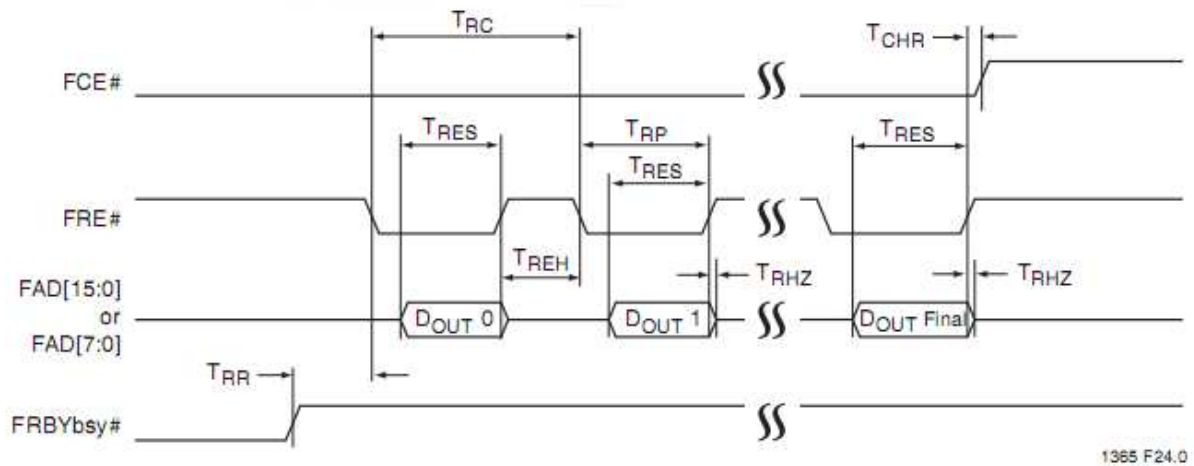 TRC
TCHR
FCE#
TRES
TRP
TRES
TRES
FRE#
TREH
TRHZ
TRHZ
FAD[15:0]
or
FAD[7:0]
DOUT 0
DOUT 1
DOUT Final
TRR
FRBYbsy#
1365 F24.0